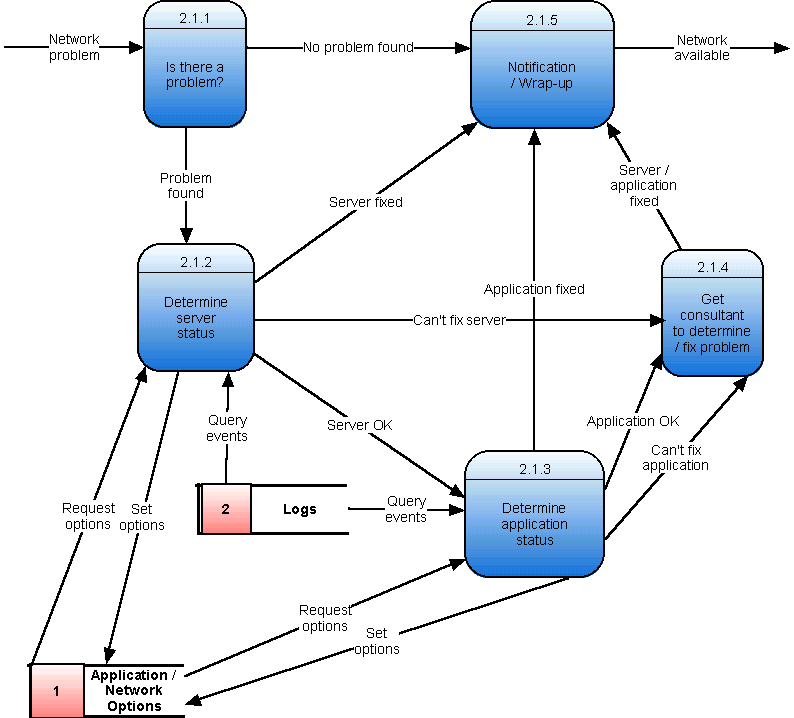 2.1.1
2.1.5
Network
problem
No problem found
Network
available
Is there a
problem?
Notification
/ Wrap-up
Problem
found
Server /
application
fixed
Server fixed
2.1.2
2.1.4
Determine
server
status
Application fixed
Get
consultant
to determine
/ fix problem
Can't fix server
Query
events
Server OK
Application OK
Can't fix
application
2.1.3
Request
options
Set
options
2
Logs
Query
events
Determine
application
status
Request
options
Set
options
1
Application /
Network
Options